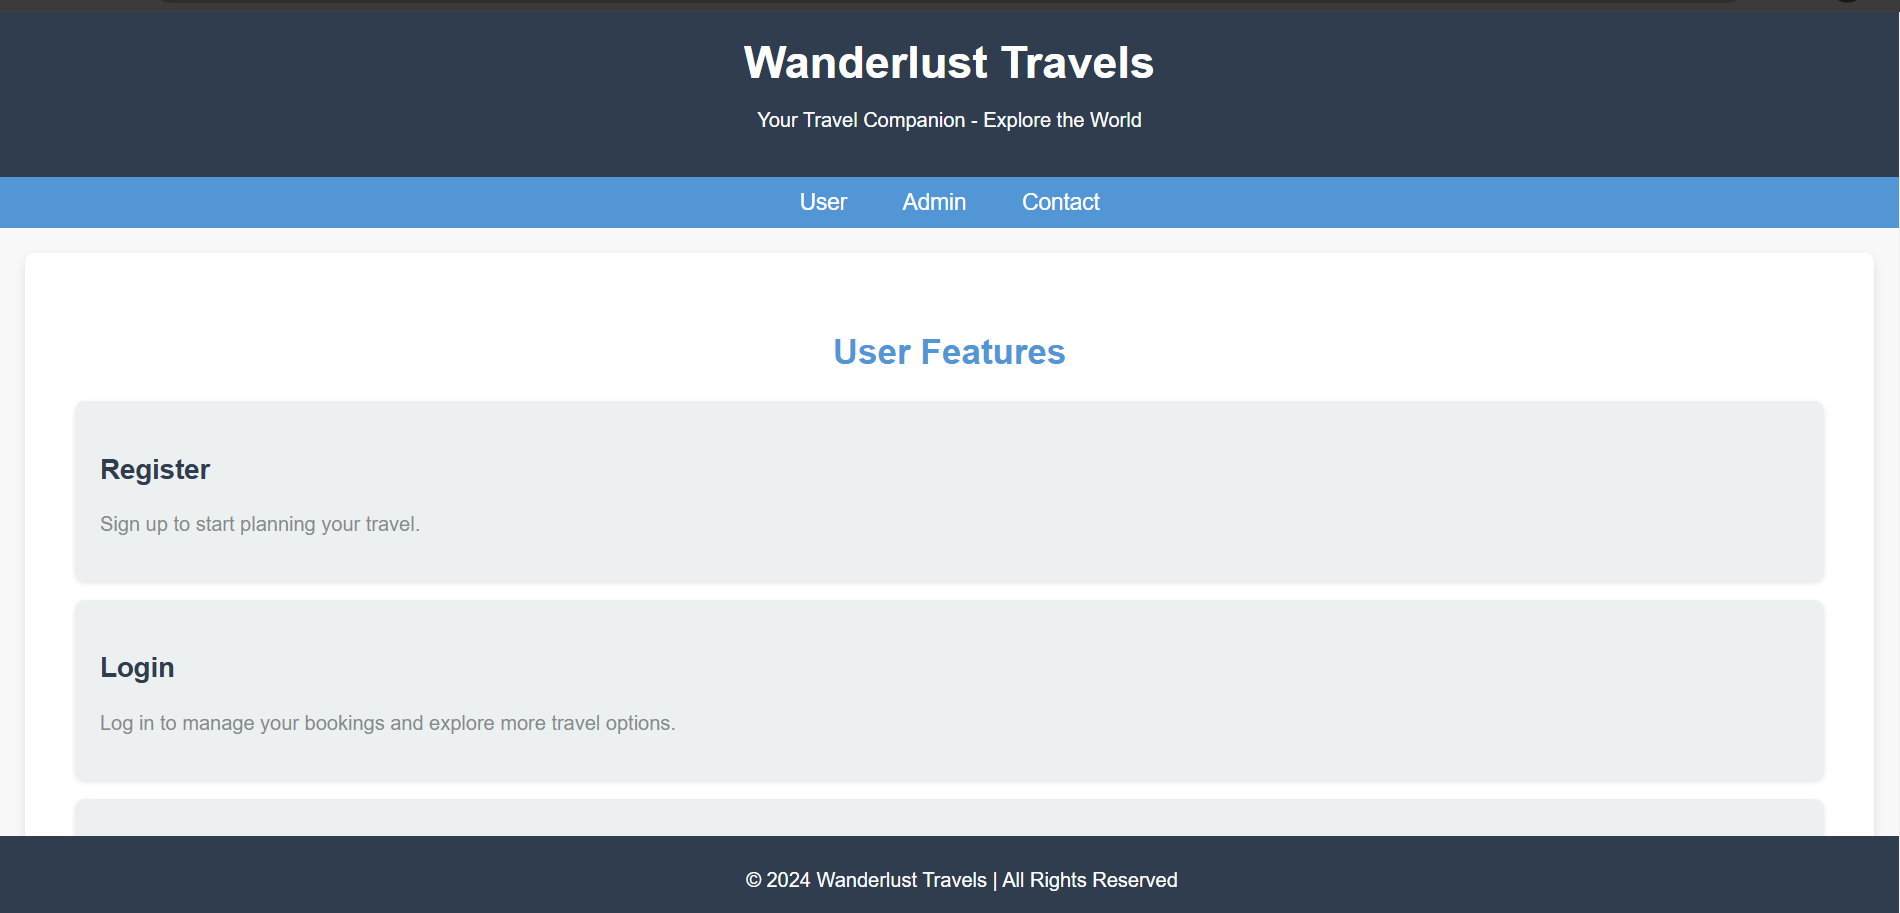 Wanderlust Travels
Your Travel Companion - Explore the World
User Admin Contact
User Features
Register
Sign up to start planning your travel.
Login
Log in to manage your bookings and explore more travel options.
© 2024 Wanderlust Travels | All Rights Reserved